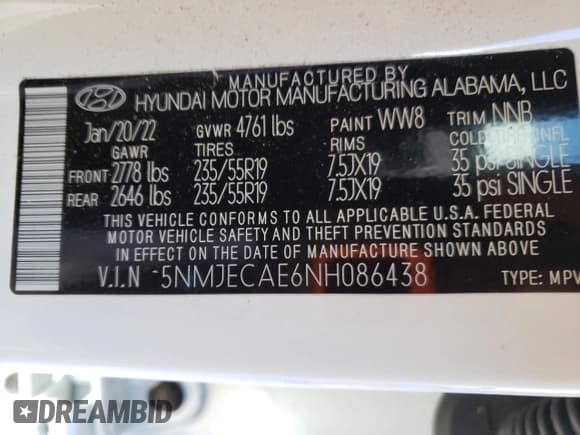 MANUFACTURED BY
HYUNDAI MOTOR MANUFACTURING ALABAMA, LLC
Jan/20/22 GVWR 4761 lbs PAINT WW8 TRIM NNB
GAWR TIRES RIMS COLD TIRE INFL
FRONT 2778 lbs 235/55R19 7.5JX19 35 psi SINGLE
REAR 2646 lbs 235/55R19 7.5JX19 35 psi SINGLE
THIS VEHICLE CONFORMS TO ALL APPLICABLE U.S.A. FEDERAL
MOTOR VEHICLE SAFETY AND THEFT PREVENTION STANDARDS
IN EFFECT ON THE DATE OF MANUFACTURE SHOWN ABOVE.
V.I.N 5NMJECAE6NH086438 TYPE: MPV
DREAMBID